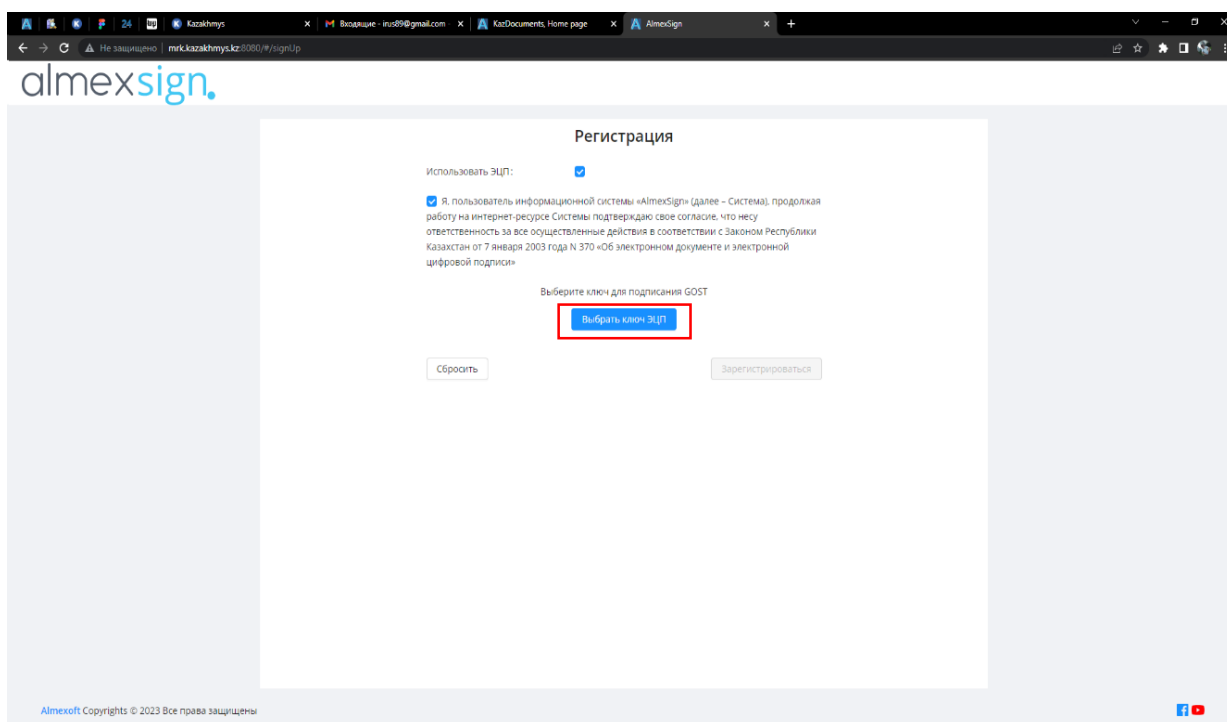 24
up
Kazakhmys
Входящие - irus89@gmail.com -
KazDocuments, Home page
AlmexSign
Не защищено | mrk.kazakhmys.kz:8080/#/signUp
almexsign.
Регистрация
Использовать ЭЦП:
Я, пользователь информационной системы «AlmexSign» (далее – Система), продолжая
работу на интернет-ресурсе Системы подтверждаю свое согласие, что несу
ответственность за все осуществленные действия в соответствии с Законом Республики
Казахстан от 7 января 2003 года N 370 «Об электронном документе и электронной
цифровой подписи»
Выберите ключ для подписания GOST
Выбрать ключ ЭЦП
Сбросить
Зарегистрироваться
Almexoft Copyrights © 2023 Все права защищены